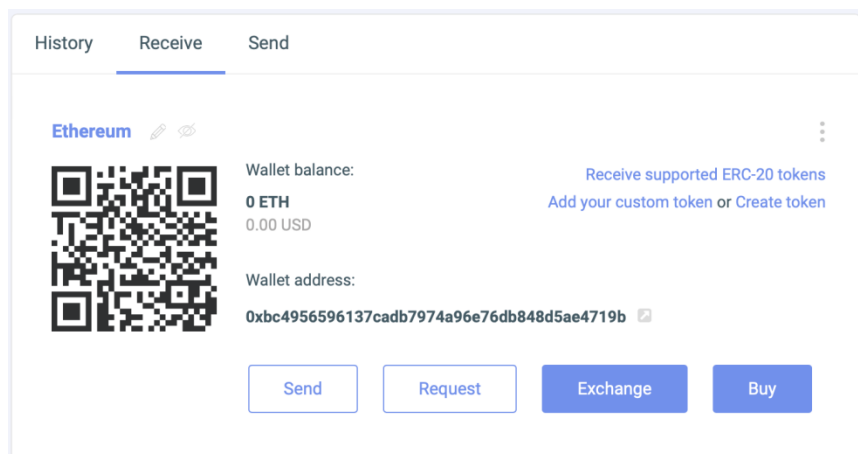 History Receive Send
Ethereum
Wallet balance:
0 ETH
0.00 USD
Receive supported ERC-20 tokens
Add your custom token or Create token
Wallet address:
0xbc4956596137cadb7974a96e76db848d5ae4719b
Send Request Exchange Buy